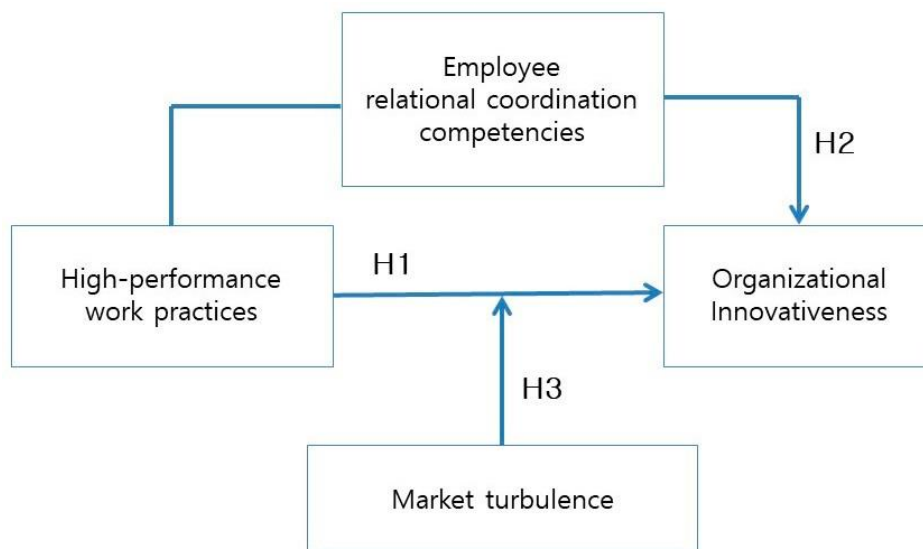 Employee
relational coordination
competencies
H2
High-performance
work practices
H1
Organizational
Innovativeness
H3
Market turbulence